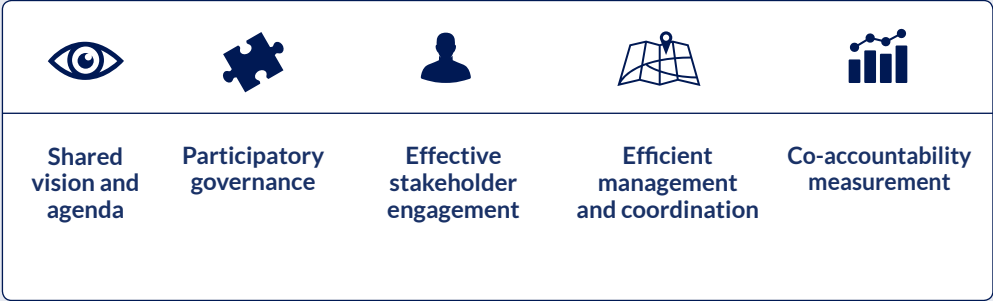 Shared
vision and
agenda
Participatory
governance
Effective
stakeholder
engagement
Efficient
management
and coordination
Co-accountability
measurement